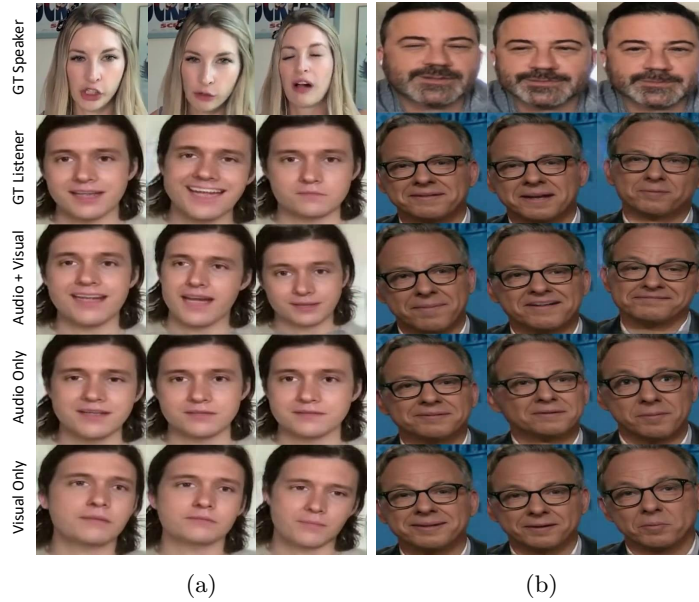 GT Speaker
GT Listener
Audio + Visual
Audio Only
Visual Only
(a)
(b)